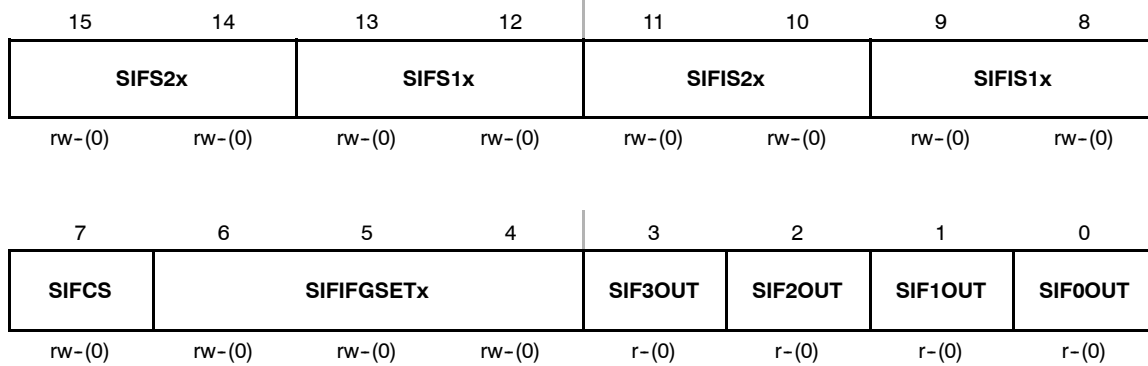 15 14 13 12 11 10 9 8
SIFS2x SIFS1x SIFIS2x SIFIS1x
rw-(0) rw-(0) rw-(0) rw-(0) rw-(0) rw-(0) rw-(0) rw-(0)
7 6 5 4 3 2 1 0
SIFCS SIFIFGSETx SIF3OUT SIF2OUT SIF1OUT SIF0OUT
rw-(0) rw-(0) rw-(0) rw-(0) r-(0) r-(0) r-(0) r-(0)